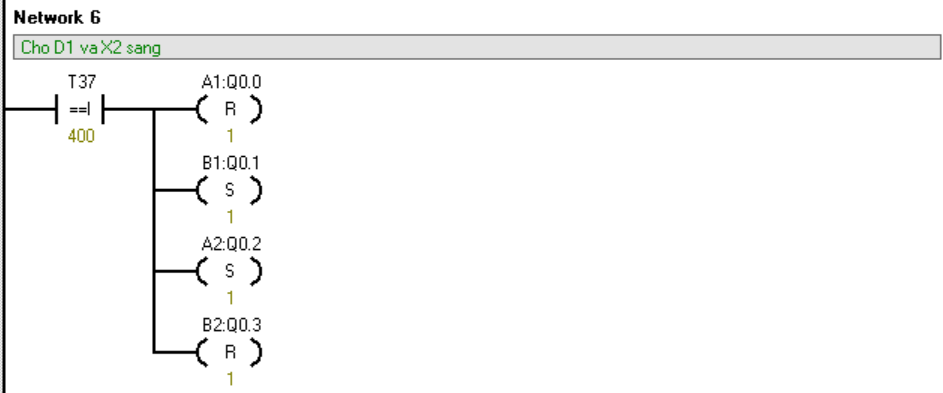 Network 6
Cho D1 va X2 sang
T37
==I
400
A1:Q0.0
R
1
B1:Q0.1
S
1
A2:Q0.2
S
1
B2:Q0.3
R
1